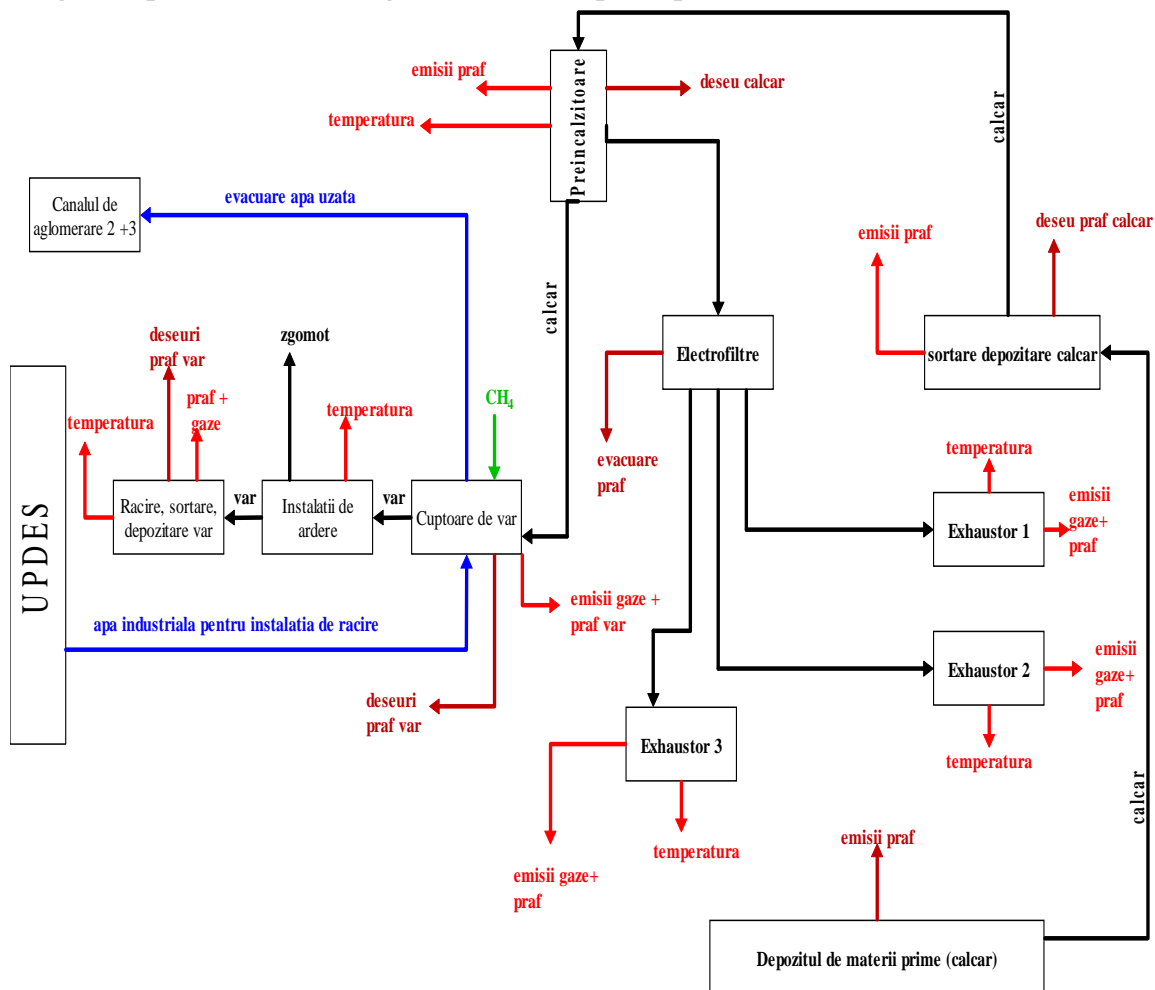 emisii praf
temperatura
Preincalzitoare
deseu calcar
calcar
Canalul de
aglomerare 2 +3
evacuare apa uzata
calcar
emisii praf
deseu praf calcar
sortare depozitare calcar
Electrofiltre
evacuare
praf
deseuri
praf var
zgomot
temperatura
praf +
gaze
temperatura
CH4
UPDES
Racire, sortare,
depozitare var
var
Instalatii de
ardere
var
Cuptoare de var
temperatura
Exhaustor 1
emisii
gaze+
praf
apa industriala pentru instalatia de racire
emisii gaze +
praf var
deseuri
praf var
Exhaustor 2
emisii
gaze+
praf
temperatura
Exhaustor 3
emisii gaze+
praf
temperatura
calcar
emisii praf
Depozitul de materii prime (calcar)